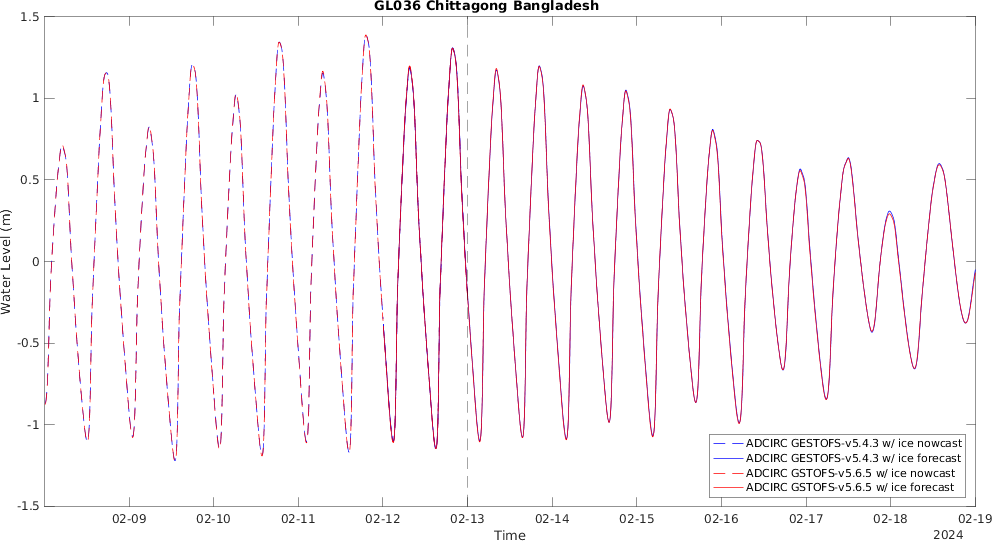 GL036 Chittagong Bangladesh
1.5
1
0.5
0
-0.5
-1
-1.5
Water Level (m)
ADCIRC GESTOFS-v5.4.3 w/ ice nowcast
ADCIRC GESTOFS-v5.4.3 w/ ice forecast
ADCIRC GSTOFS-v5.6.5 w/ ice nowcast
ADCIRC GSTOFS-v5.6.5 w/ ice forecast
02-09 02-10 02-11 02-12 02-13 02-14 02-15 02-16 02-17 02-18 02-19
Time
2024